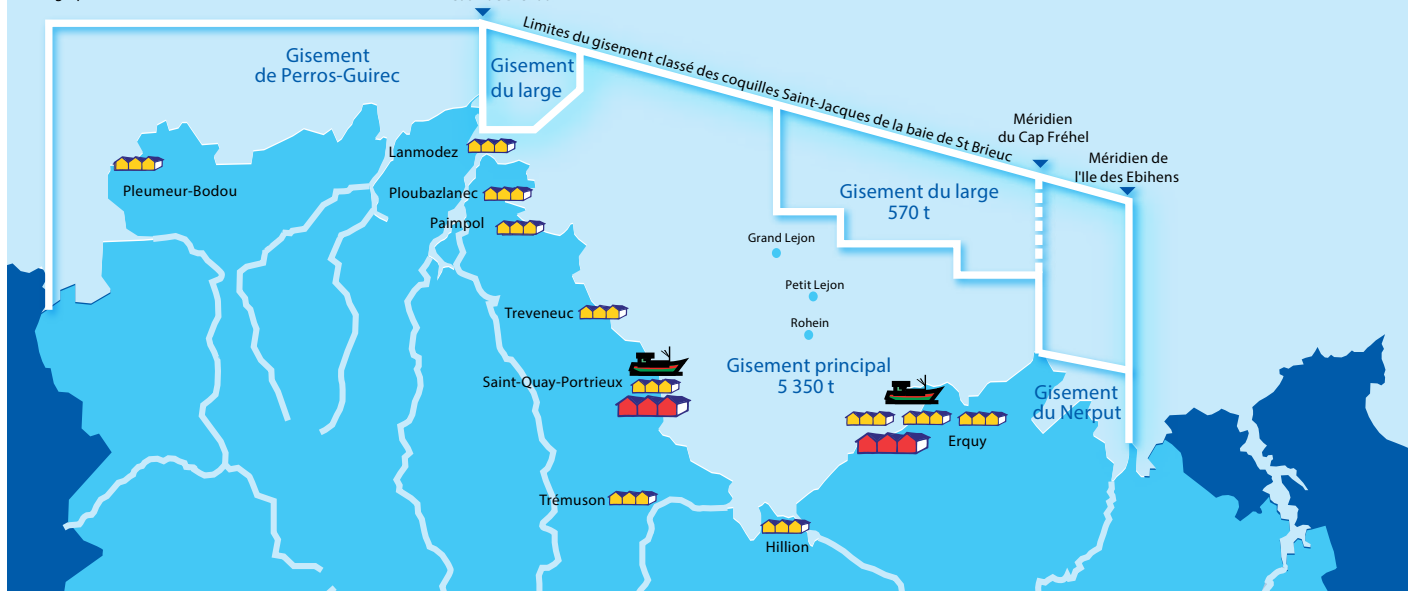 Limites du gisement classé des coquilles Saint-Jacques de la baie de St Brieuc
Gisement
de Perros-Guirec
Gisement
du large
Méridien
du Cap Fréhel
Méridien de
l'Ile des Ebihens
Lanmodez
Pleumeur-Bodou
Ploubazlanec
Paimpol
Gisement du large
570 t
Grand Lejon
Petit Lejon
Rohein
Treveneuc
Gisement principal
5 350 t
Saint-Quay-Portrieux
Gisement
du Nerput
Erquy
Trémuson
Hillion